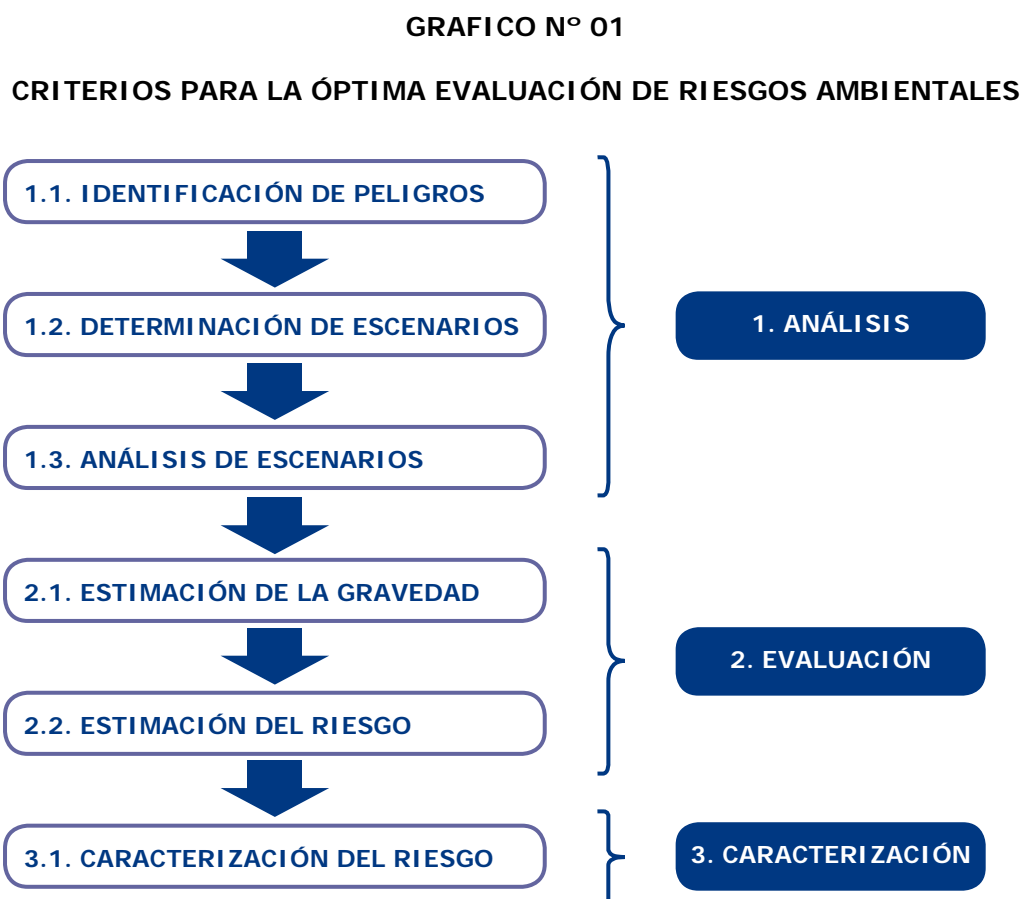 GRAFICO Nº 01
CRITERIOS PARA LA ÓPTIMA EVALUACIÓN DE RIESGOS AMBIENTALES
1.1. IDENTIFICACIÓN DE PELIGROS
1.2. DETERMINACIÓN DE ESCENARIOS
1. ANÁLISIS
1.3. ANÁLISIS DE ESCENARIOS
2.1. ESTIMACIÓN DE LA GRAVEDAD
2. EVALUACIÓN
2.2. ESTIMACIÓN DEL RIESGO
3.1. CARACTERIZACIÓN DEL RIESGO
3. CARACTERIZACIÓN